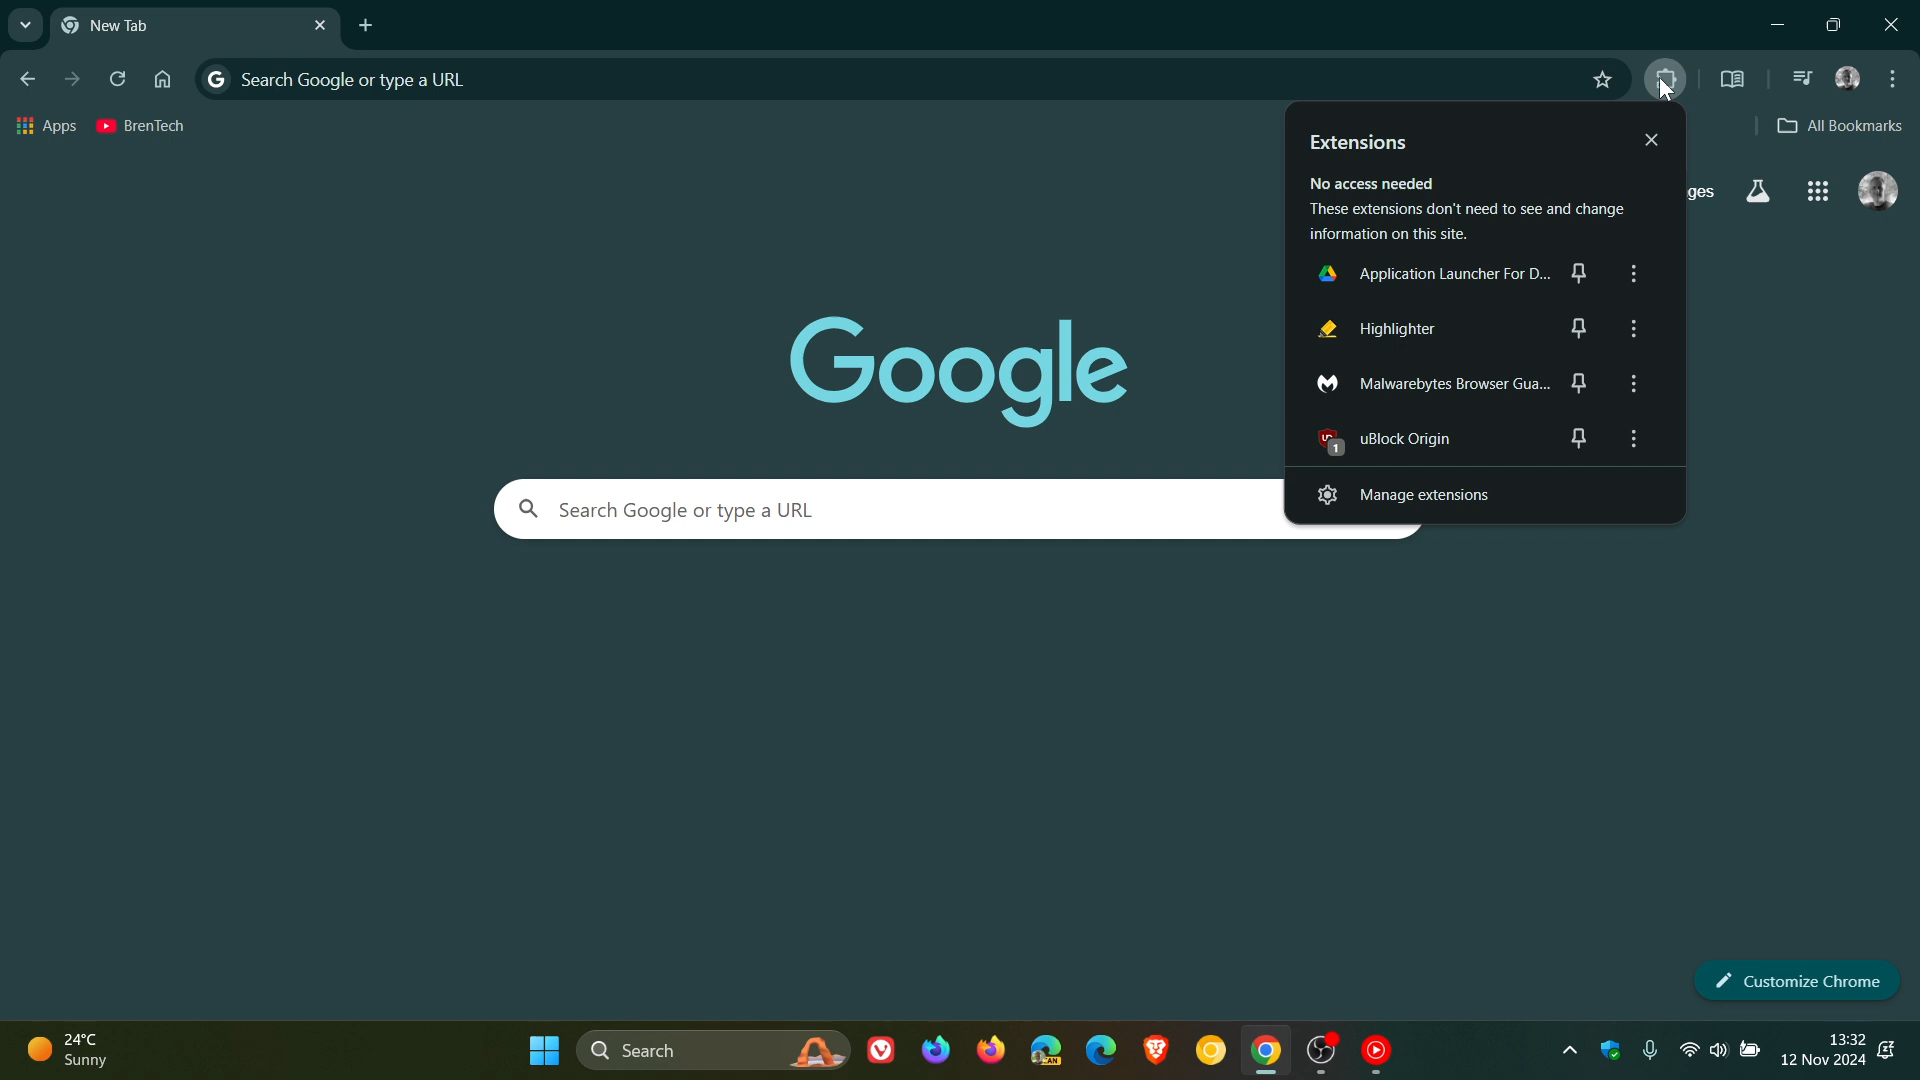 New Tab
Search Google or type a URL
Apps
BrenTech
All Bookmarks
Extensions
No access needed
These extensions don't need to see and change
information on this site.
ges
Application Launcher For D...
Highlighter
Malwarebytes Browser Gua...
1
uBlock Origin
Manage extensions
Google
Search Google or type a URL
Customize Chrome
24°C
Sunny
Search
CAN
13:32
12 Nov 2024